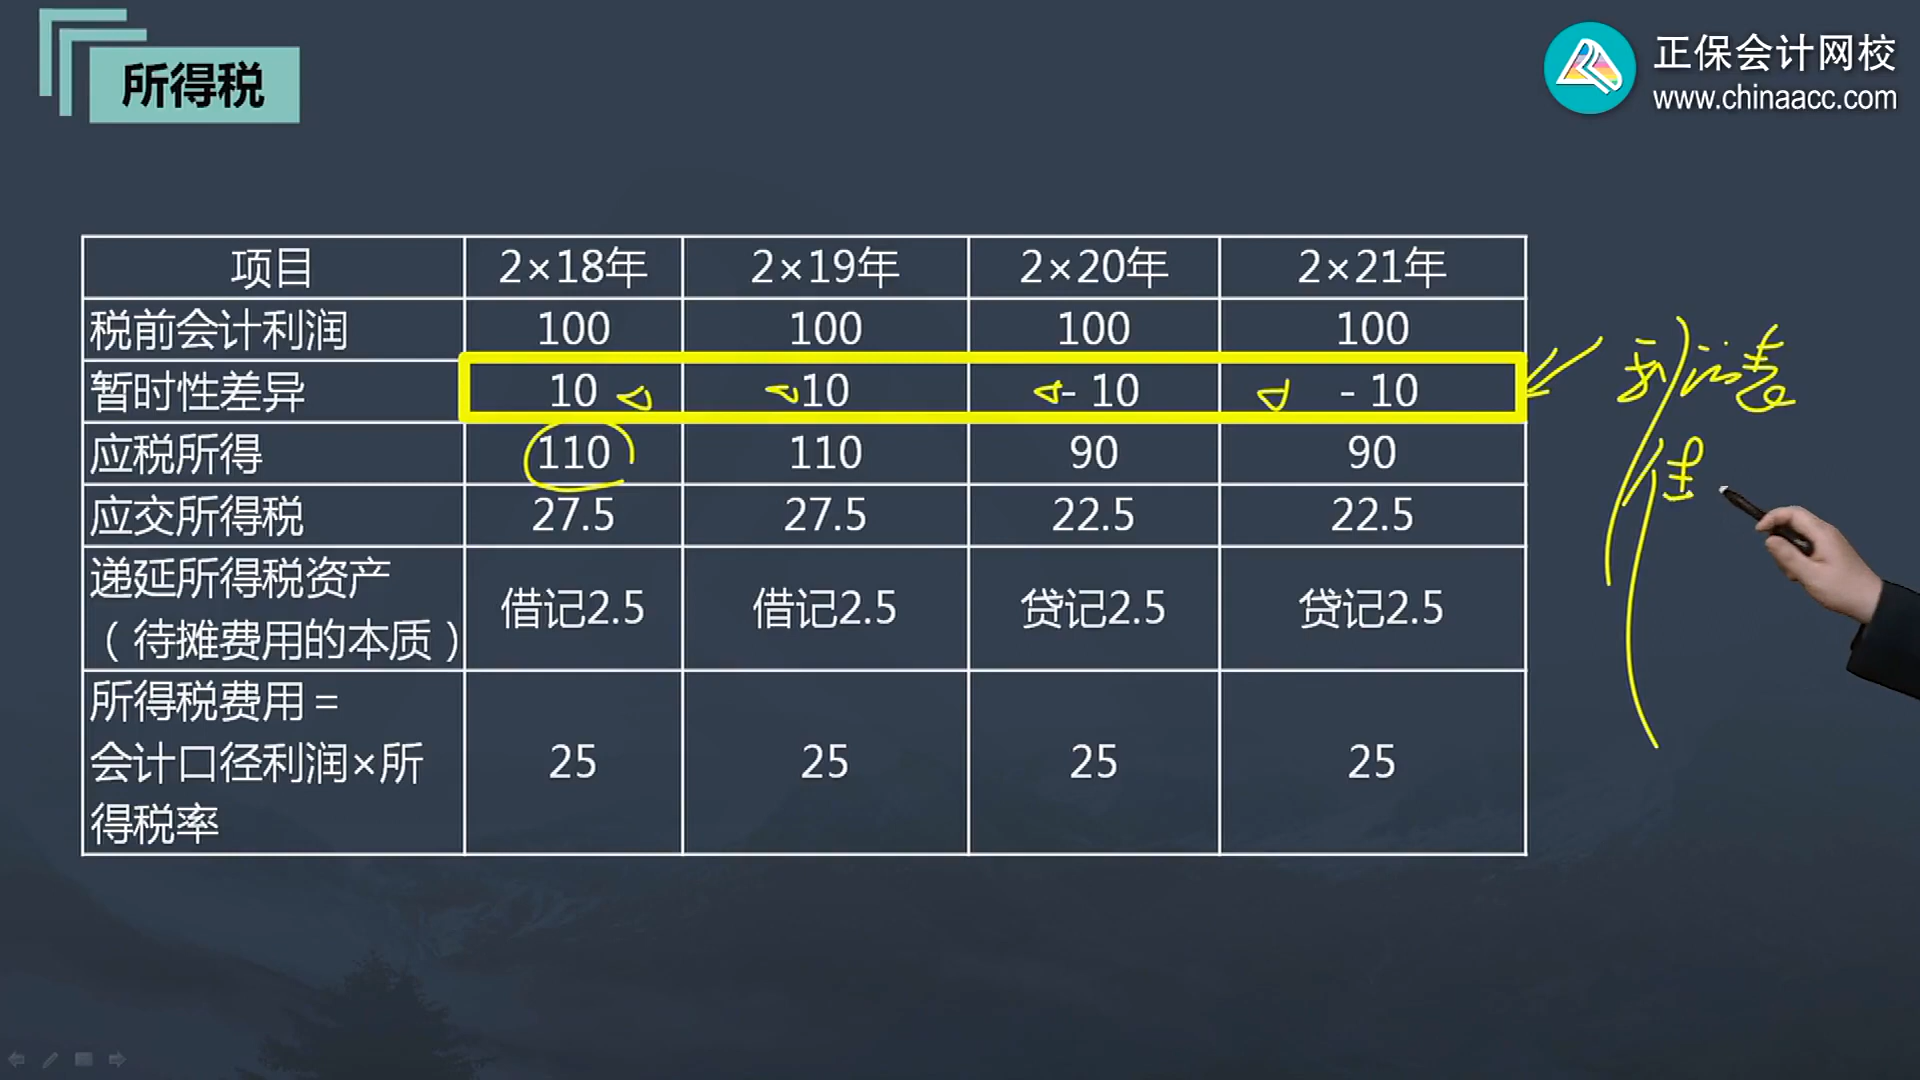 所得税
正保会计网校
www.chinaacc.com
项目 2×18年 2×19年 2×20年 2×21年
税前会计利润 100 100 100 100
暂时性差异 10 10 - 10 - 10
应税所得 110 110 90 90
应交所得税 27.5 27.5 22.5 22.5
递延所得税资产
（待摊费用的本质） 借记2.5 借记2.5 贷记2.5 贷记2.5
所得税费用 =
会计口径利润×所 25 25 25 25
得税率
利润表